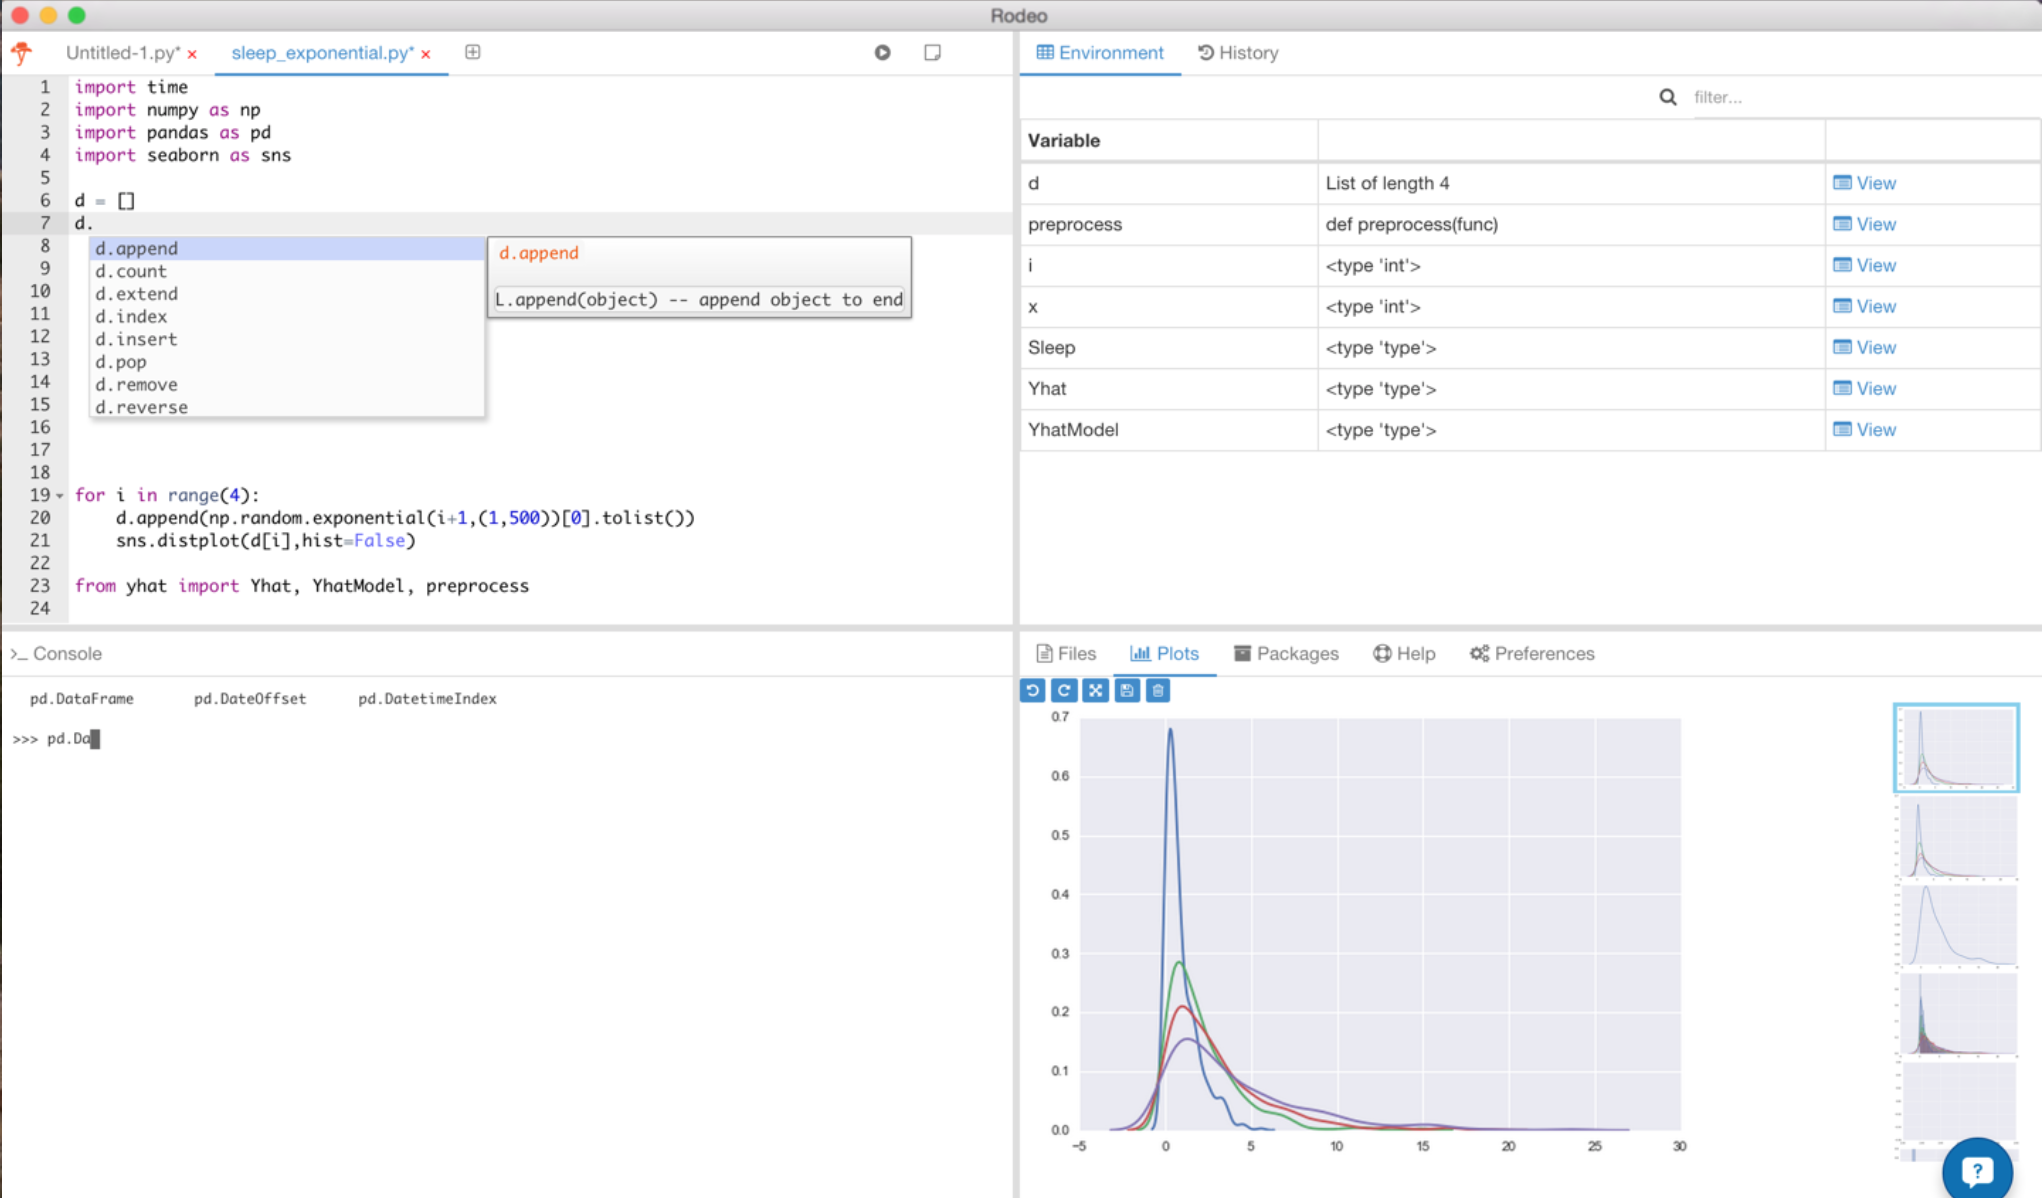 Rodeo
Untitled-1.py* × sleep_exponential.py* ×
1 import time
2 import numpy as np
3 import pandas as pd
4 import seaborn as sns
5
6 d = []
7 d.
8 d.append
9 d.count
10 d.extend
11 d.index
12 d.insert
13 d.pop
14 d.remove
15 d.reverse
16
17
18
19 for i in range(4):
20 d.append(np.random.exponential(i+1,(1,500))[0].tolist())
21 sns.distplot(d[i],hist=False)
22
23 from yhat import Yhat, YhatModel, preprocess
24
d.append
L.append(object) -- append object to end
Environment History
filter...
Variable
d List of length 4 View
preprocess def preprocess(func) View
i <type 'int'> View
x <type 'int'> View
Sleep <type 'type'> View
Yhat <type 'type'> View
YhatModel <type 'type'> View
>_ Console
pd.DataFrame pd.DateOffset pd.DatetimeIndex
>>> pd.Da
Files Plots Packages Help Preferences
0.7
0.6
0.5
0.4
0.3
0.2
0.1
0.0
−5 0 5 10 15 20 25 30
?